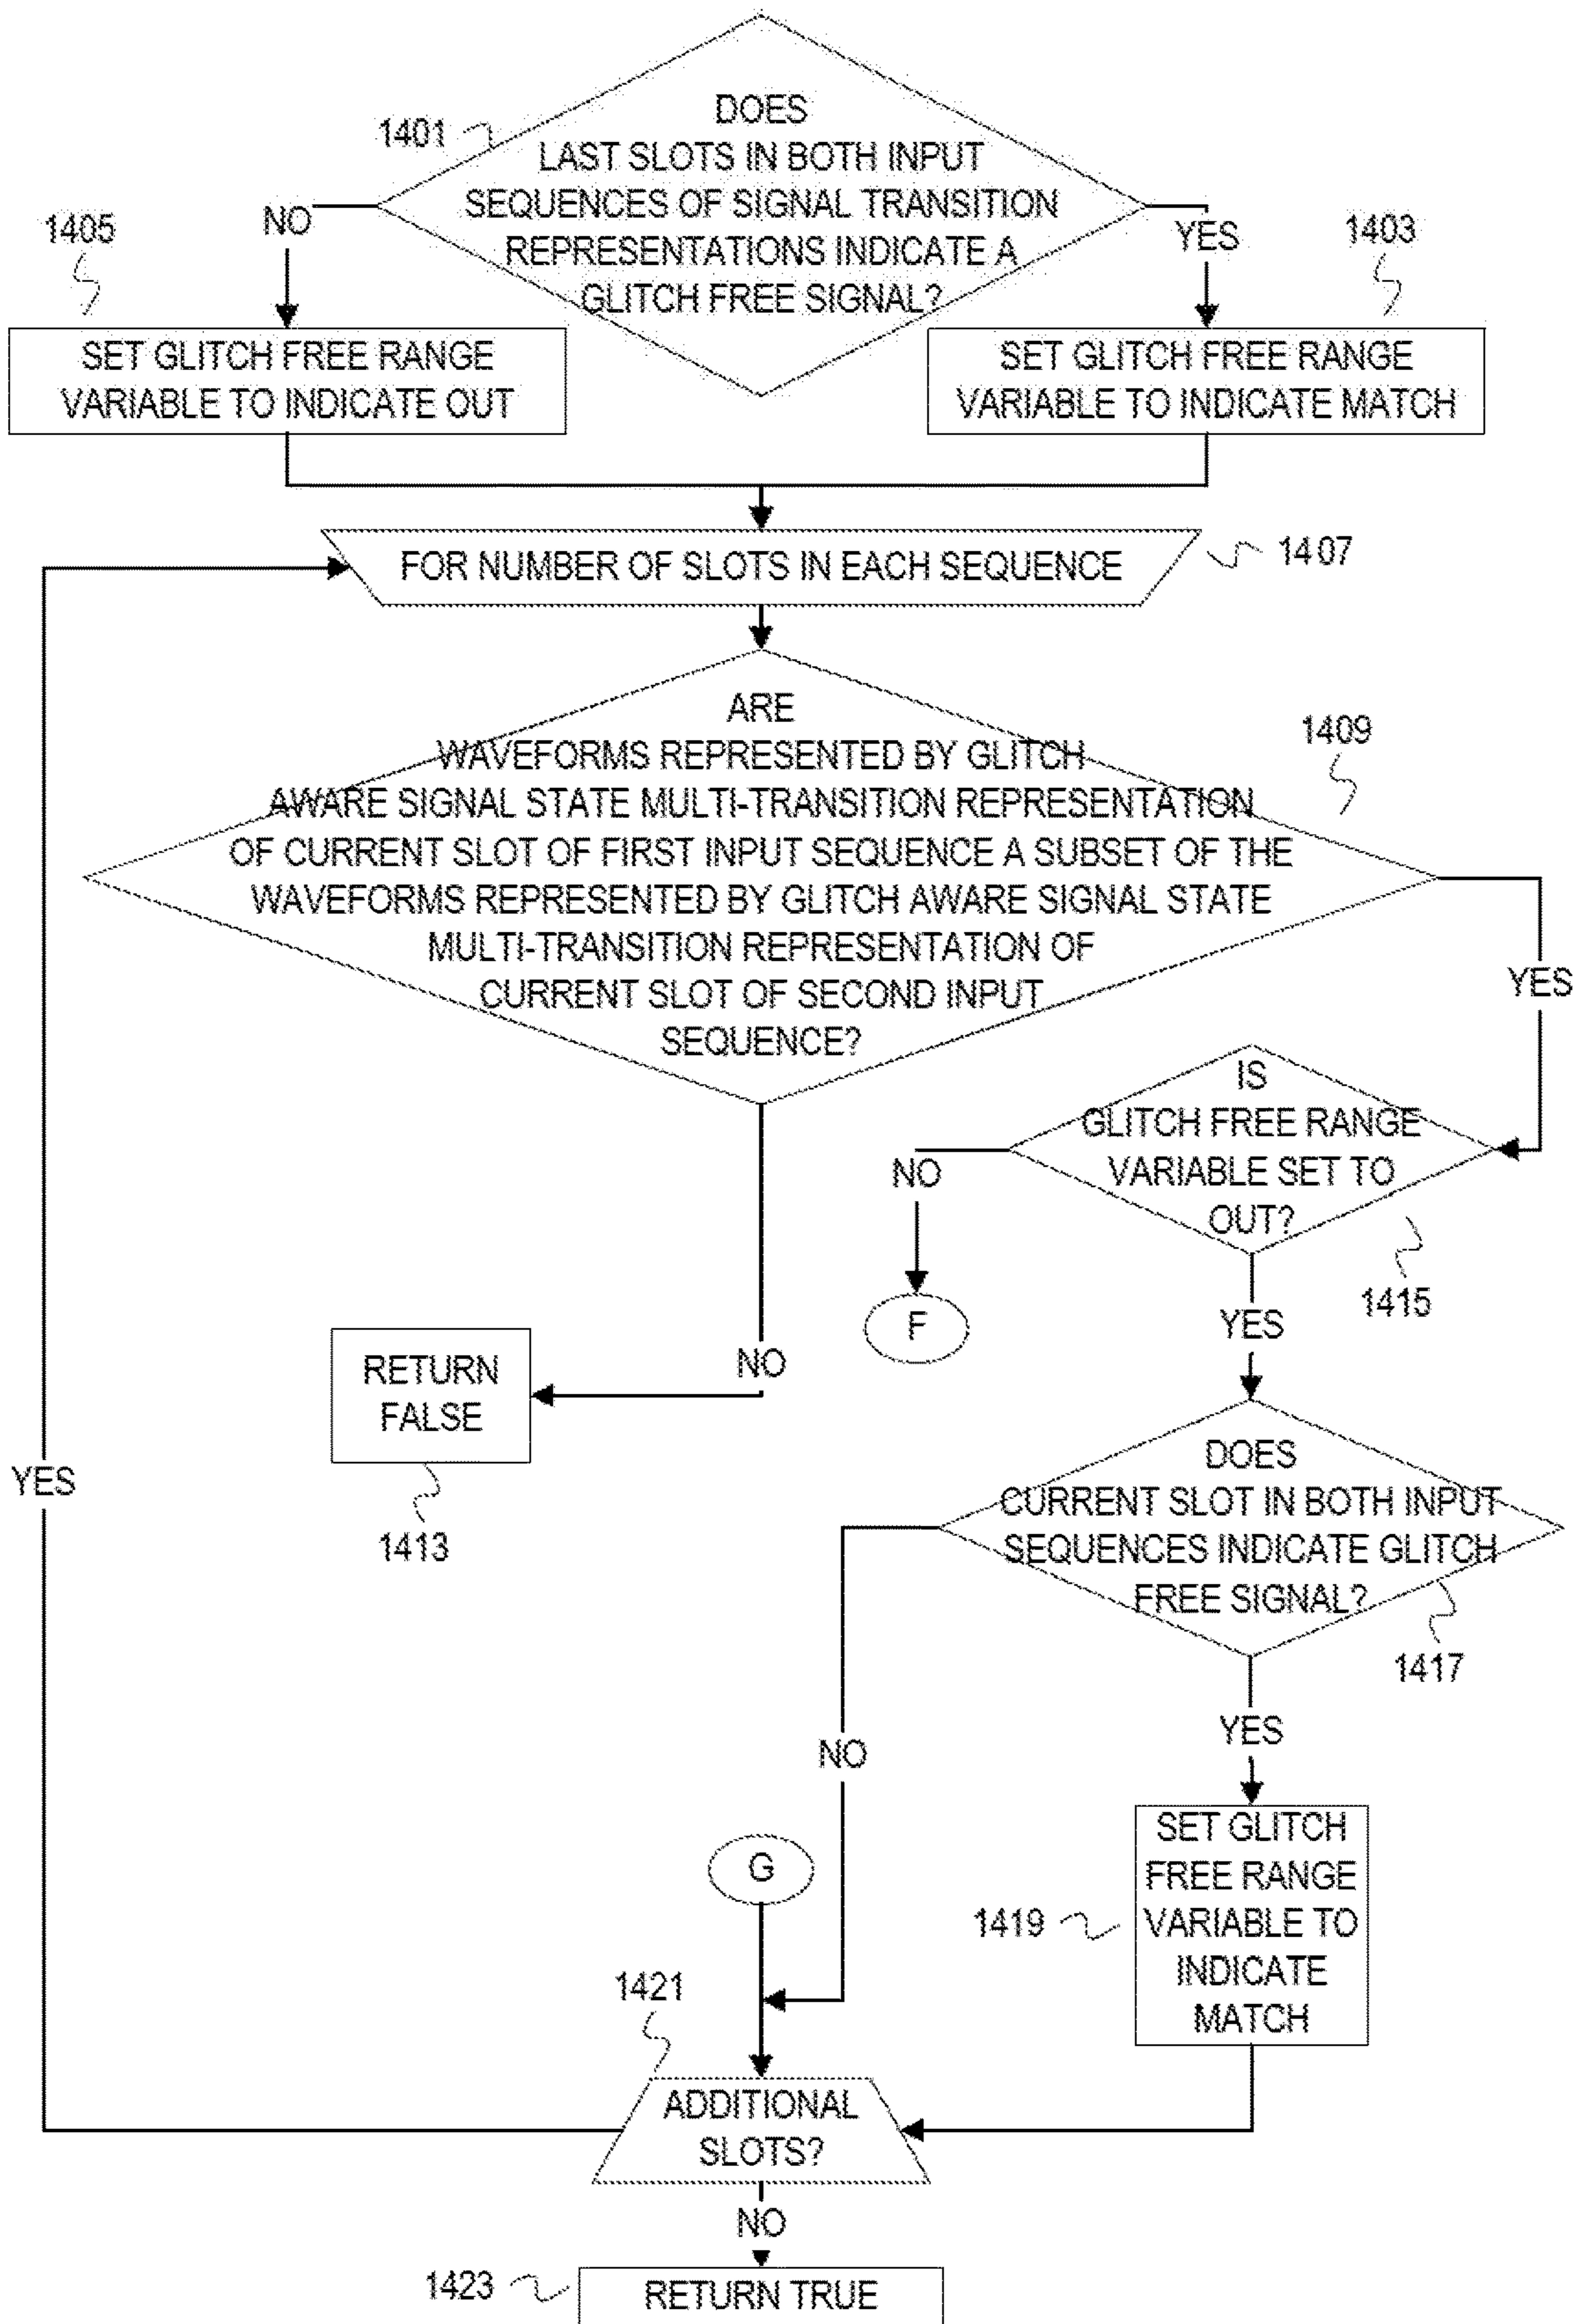 DOES
LAST SLOTS IN BOTH INPUT
SEQUENCES OF SIGNAL TRANSITION
REPRESENTATIONS INDICATE A
GLITCH FREE SIGNAL?
1401
NO
YES
1405
1403
SET GLITCH FREE RANGE
VARIABLE TO INDICATE OUT
SET GLITCH FREE RANGE
VARIABLE TO INDICATE MATCH
FOR NUMBER OF SLOTS IN EACH SEQUENCE
1407
ARE
WAVEFORMS REPRESENTED BY GLITCH
AWARE SIGNAL STATE MULTI-TRANSITION REPRESENTATION
OF CURRENT SLOT OF FIRST INPUT SEQUENCE A SUBSET OF THE
WAVEFORMS REPRESENTED BY GLITCH AWARE SIGNAL STATE
MULTI-TRANSITION REPRESENTATION OF
CURRENT SLOT OF SECOND INPUT
SEQUENCE?
1409
YES
IS
GLITCH FREE RANGE
VARIABLE SET TO
OUT?
1415
NO
F
YES
NO
RETURN
FALSE
1413
DOES
CURRENT SLOT IN BOTH INPUT
SEQUENCES INDICATE GLITCH
FREE SIGNAL?
1417
YES
NO
YES
SET GLITCH
FREE RANGE
VARIABLE TO
INDICATE
MATCH
1419
G
1421
ADDITIONAL
SLOTS?
NO
1423
RETURN TRUE